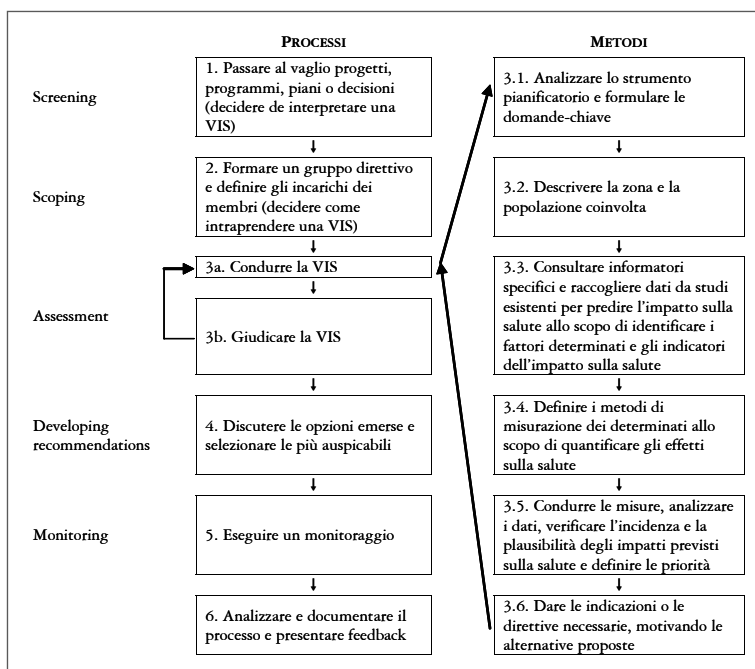 PROCESSI
METODI
Screening
1. Passare al vaglio progetti,
programmi, piani o decisioni
(decidere de interpretare una
VIS)
Scoping
2. Formare un gruppo direttivo
e definire gli incarichi dei
membri (decidere come
intraprendere una VIS)
Assessment
3a. Condurre la VIS
3b. Giudicare la VIS
Developing
recommendations
4. Discutere le opzioni emerse e
selezionare le più auspicabili
Monitoring
5. Eseguire un monitoraggio
6. Analizzare e documentare il
processo e presentare feedback
3.1. Analizzare lo strumento
pianificatorio e formulare le
domande-chiave
3.2. Descrivere la zona e la
popolazione coinvolta
3.3. Consultare informatori
specifici e raccogliere dati da studi
esistenti per predire l'impatto sulla
salute allo scopo di identificare i
fattori determinati e gli indicatori
dell'impatto sulla salute
3.4. Definire i metodi di
misurazione dei determinati allo
scopo di quantificare gli effetti
sulla salute
3.5. Condurre le misure, analizzare
i dati, verificare l'incidenza e la
plausibilità degli impatti previsti
sulla salute e definire le priorità
3.6. Dare le indicazioni o le
direttive necessarie, motivando le
alternative proposte